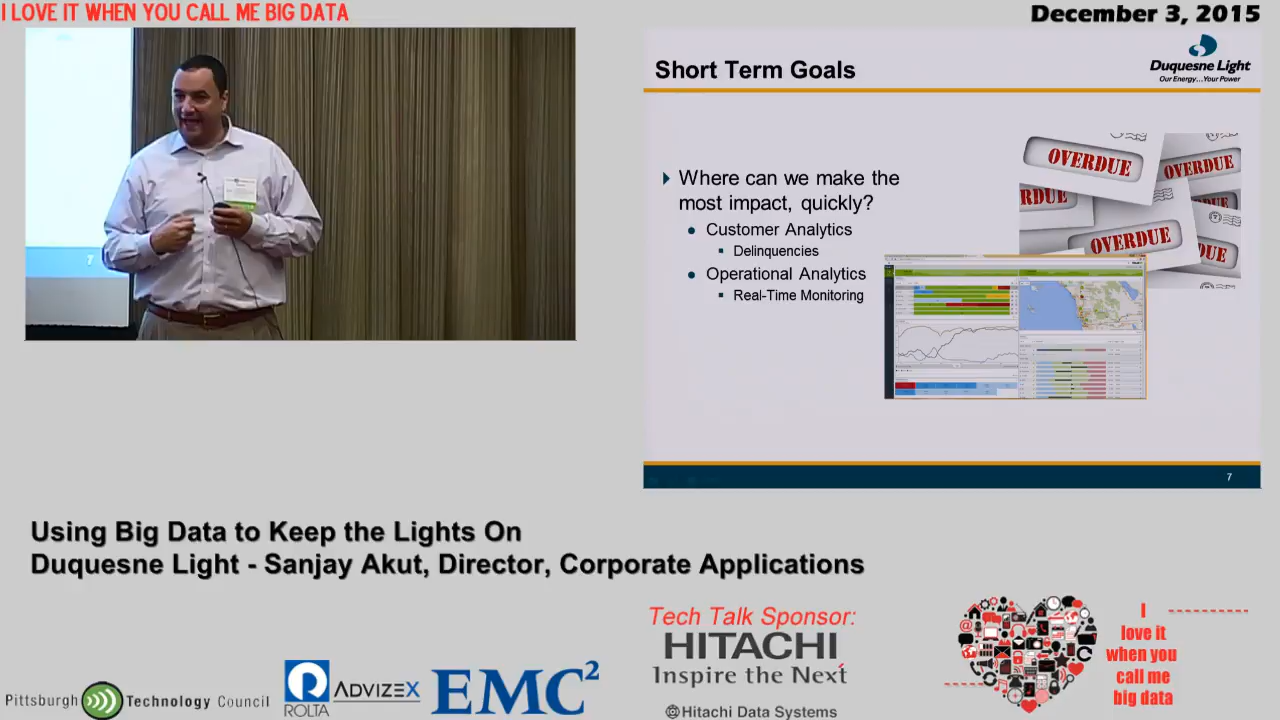 I LOVE IT WHEN YOU CALL ME BIG DATA
December 3, 2015
7
Short Term Goals
Duquesne Light
Our Energy...Your Power
Where can we make the
most impact, quickly?
Customer Analytics
Delinquencies
Operational Analytics
Real-Time Monitoring
OVERDUE
OVERDUE
RDUE
OVERDUE
DUE
7
Using Big Data to Keep the Lights On
Duquesne Light - Sanjay Akut, Director, Corporate Applications
Pittsburgh Technology Council
ROLTA
ADVIZEX
EMC²
Tech Talk Sponsor:
HITACHI
Inspire the Next
Hitachi Data Systems
I
love it
when you
call me
big data